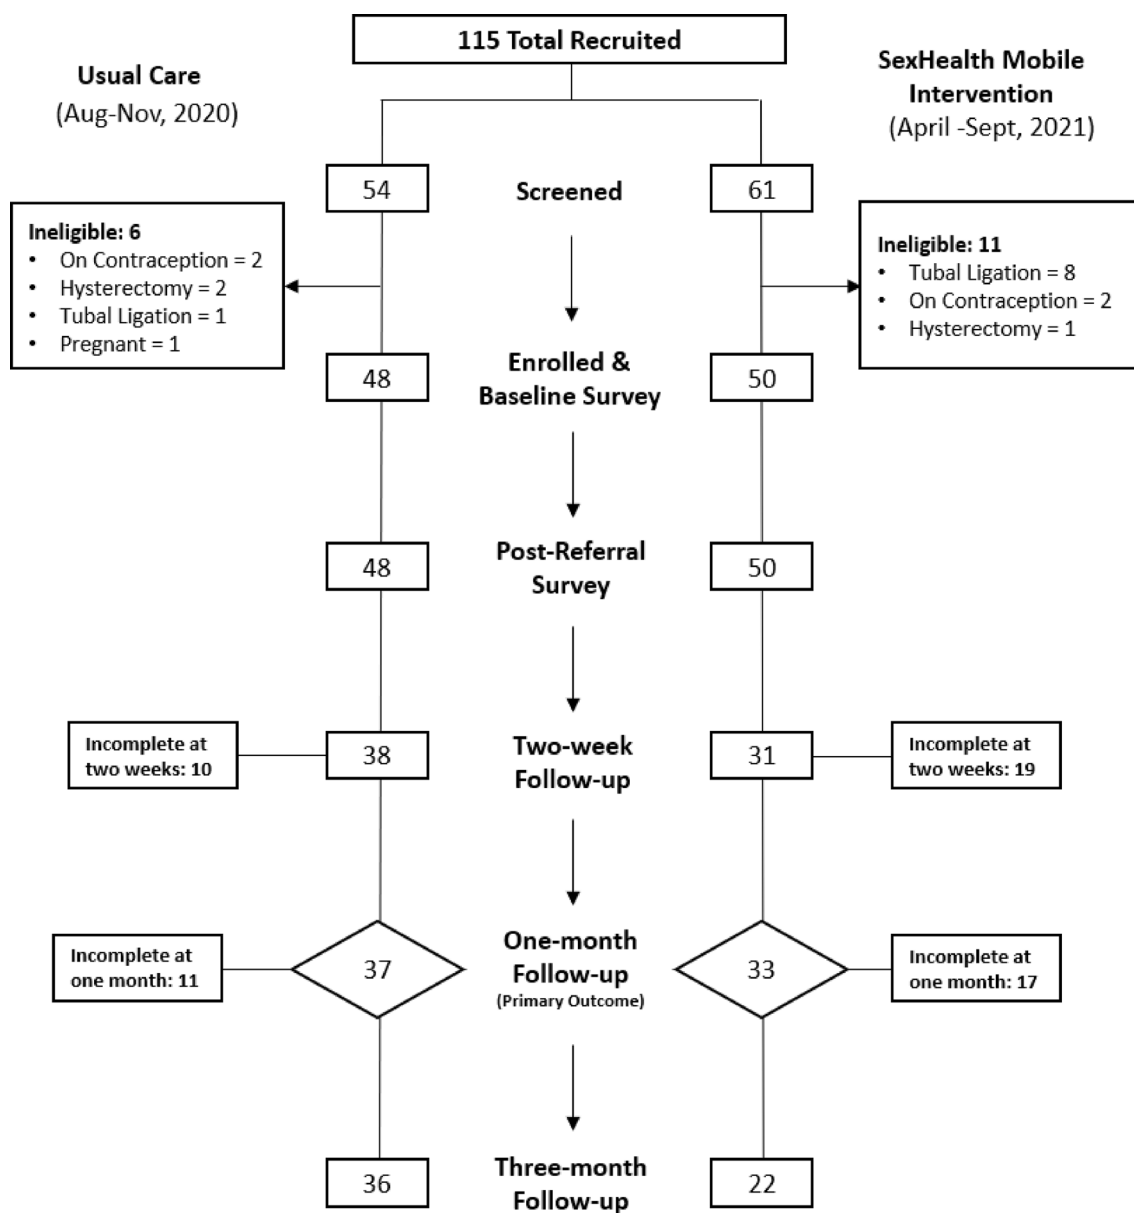 115 Total Recruited
Usual Care
(Aug-Nov, 2020)
SexHealth Mobile
Intervention
(April -Sept, 2021)
54
Screened
61
Ineligible: 6
• On Contraception = 2
• Hysterectomy = 2
• Tubal Ligation = 1
• Pregnant = 1
Ineligible: 11
• Tubal Ligation = 8
• On Contraception = 2
• Hysterectomy = 1
48
Enrolled &
Baseline Survey
50
48
Post-Referral
Survey
50
Incomplete at
two weeks: 10
38
Two-week
Follow-up
31
Incomplete at
two weeks: 19
Incomplete at
one month: 11
37
One-month
Follow-up
(Primary Outcome)
33
Incomplete at
one month: 17
36
Three-month
Follow-up
22